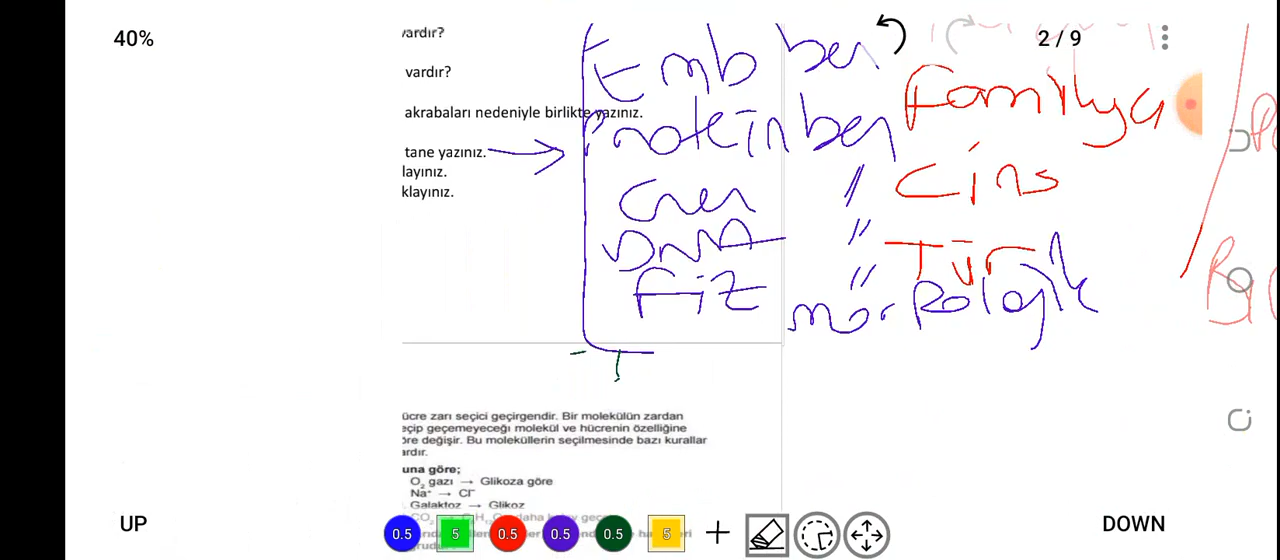 40%
2 / 9
vardır?
vardır?
akrabaları nedeniyle birlikte yazınız.
tane yazınız.
layınız.
klayınız.
Emb ben
Protein ben
DNA "
Fiz "
morfolojik
Familya
Cins
Tür
ücre zarı seçici geçirgendir. Bir molekülün zardan
eçip geçemeyeceği molekül ve hücrenin özelliğine
öre değişir. Bu moleküllerin seçilmesinde bazı kurallar
ardır.
una göre;
O₂ gazı → Glikoza göre
Na⁺ → Cl⁻
Galaktoz → Glikoz
UP
0.5
5
0.5
0.5
0.5
5
+
DOWN